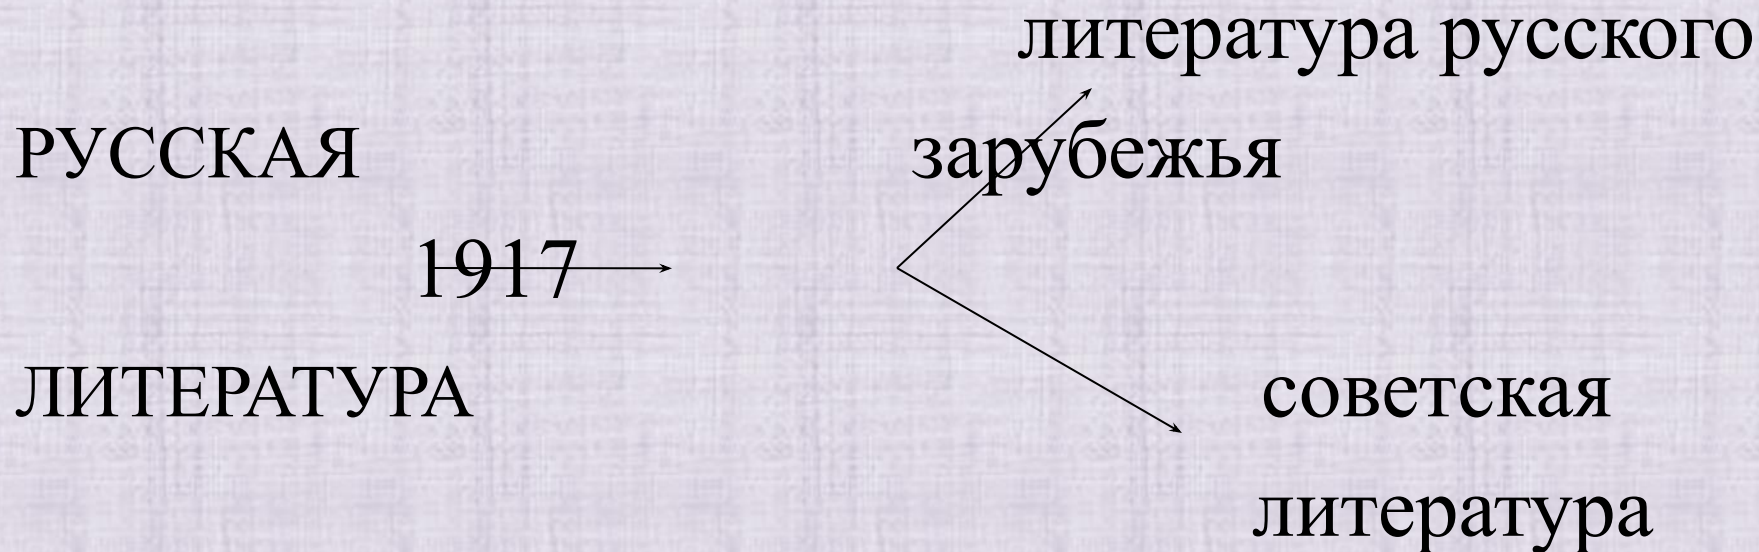 литература русского
РУССКАЯ зарубежья
1917
ЛИТЕРАТУРА советская
литература